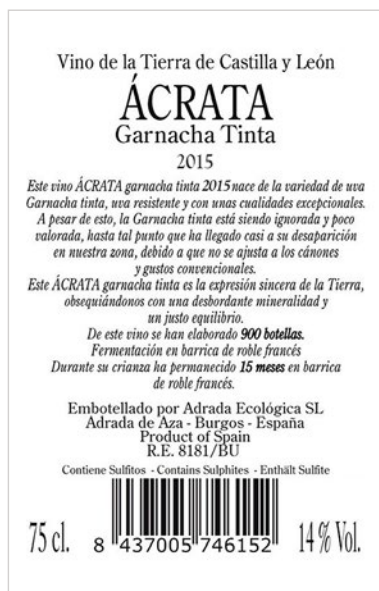 Vino de la Tierra de Castilla y León
ÁCRATA
Garnacha Tinta
2015
Este vino ÁCRATA garnacha tinta 2015 nace de la variedad de uva
Garnacha tinta, uva resistente y con unas cualidades excepcionales.
A pesar de esto, la Garnacha tinta está siendo ignorada y poco
valorada, hasta tal punto que ha llegado casi a su desaparición
en nuestra zona, debido a que no se ajusta a los cánones
y gustos convencionales.
Este ÁCRATA garnacha tinta es la expresión sincera de la Tierra,
obsequiándonos con una desbordante mineralidad y
un justo equilibrio.
De este vino se han elaborado 900 botellas.
Fermentación en barrica de roble francés
Durante su crianza ha permanecido 15 meses en barrica
de roble francés.
Embotellado por Adrada Ecológica SL
Adrada de Aza - Burgos - España
Product of Spain
R.E. 8181/BU
Contiene Sulfitos - Contains Sulphites - Enthält Sulfite
75 cl. 8 437005 746152 14 % Vol.